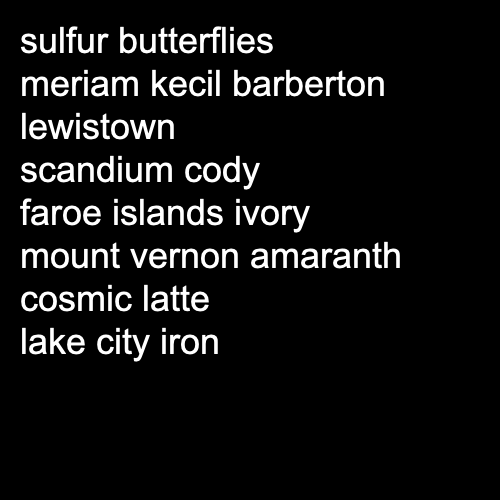 sulfur butterflies
meriam kecil barberton
lewistown
scandium cody
faroe islands ivory
mount vernon amaranth
cosmic latte
lake city iron